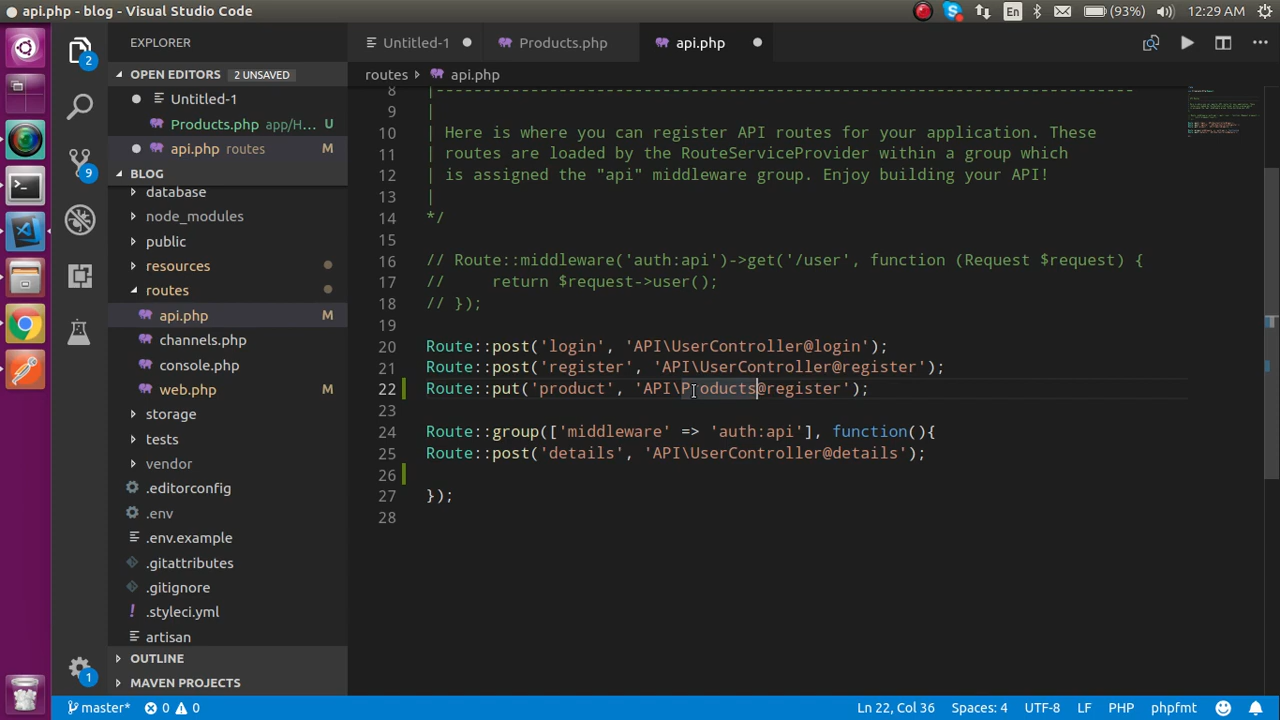 api.php - blog - Visual Studio Code
En
(93%)
12:29 AM
EXPLORER
OPEN EDITORS 2 UNSAVED
Untitled-1
Products.php app/H... U
api.php routes M
BLOG
database
node_modules
public
resources
routes
api.php M
channels.php
console.php
web.php M
storage
tests
vendor
.editorconfig
.env
.env.example
.gitattributes
.gitignore
.styleci.yml
artisan
OUTLINE
MAVEN PROJECTS
2
9
1
Untitled-1
Products.php
api.php
routes › api.php
8 |--------------------------------------------------------------------------
9 |
10 | Here is where you can register API routes for your application. These
11 | routes are loaded by the RouteServiceProvider within a group which
12 | is assigned the "api" middleware group. Enjoy building your API!
13 |
14 */
15
16 // Route::middleware('auth:api')->get('/user', function (Request $request) {
17 //     return $request->user();
18 // });
19
20 Route::post('login', 'API\UserController@login');
21 Route::post('register', 'API\UserController@register');
22 Route::put('product', 'API\Products@register');
23
24 Route::group(['middleware' => 'auth:api'], function(){
25 Route::post('details', 'API\UserController@details');
26
27 });
28
master* 0 0
Ln 22, Col 36
Spaces: 4
UTF-8
LF
PHP
phpfmt